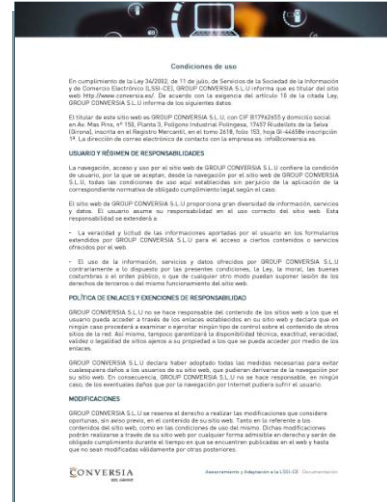 Condiciones de uso
En cumplimiento de la Ley 34/2002, de 11 de julio, de Servicios de la Sociedad de la Información
y de Comercio Electrónico (LSSI-CE), GROUP CONVERSIA S.L.U informa que es titular del sitio
web http://www.conversia.es/. De acuerdo con la exigencia del artículo 10 de la citada Ley,
GROUP CONVERSIA S.L.U informa de los siguientes datos:
El titular de este sitio web es GROUP CONVERSIA S.L.U, con CIF B17962655 y domicilio social
en Av. Mas Pins, nº 150, Planta 3, Polígono Industrial Polingesa, 17457 Riudellots de la Selva
(Girona), inscrita en el Registro Mercantil, en el tomo 2618, folio 153, hoja GI-44658e inscripción
1ª. La dirección de correo electrónico de contacto con la empresa es: info@conversia.es.
USUARIO Y RÉGIMEN DE RESPONSABILIDADES
La navegación, acceso y uso por el sitio web de GROUP CONVERSIA S.L.U confiere la condición
de usuario, por la que se aceptan, desde la navegación por el sitio web de GROUP CONVERSIA
S.L.U, todas las condiciones de uso aquí establecidas sin perjuicio de la aplicación de la
correspondiente normativa de obligado cumplimiento legal según el caso.
El sitio web de GROUP CONVERSIA S.L.U proporciona gran diversidad de información, servicios
y datos. El usuario asume su responsabilidad en el uso correcto del sitio web. Esta
responsabilidad se extenderá a:
- La veracidad y licitud de las informaciones aportadas por el usuario en los formularios
extendidos por GROUP CONVERSIA S.L.U para el acceso a ciertos contenidos o servicios
ofrecidos por el web.
- El uso de la información, servicios y datos ofrecidos por GROUP CONVERSIA S.L.U
contrariamente a lo dispuesto por las presentes condiciones, la Ley, la moral, las buenas
costumbres o el orden público, o que de cualquier otro modo puedan suponer lesión de los
derechos de terceros o del mismo funcionamiento del sitio web.
POLÍTICA DE ENLACES Y EXENCIONES DE RESPONSABILIDAD
GROUP CONVERSIA S.L.U no se hace responsable del contenido de los sitios web a los que el
usuario pueda acceder a través de los enlaces establecidos en su sitio web y declara que en
ningún caso procederá a examinar o ejercitar ningún tipo de control sobre el contenido de otros
sitios de la red. Así mismo, tampoco garantizará la disponibilidad técnica, exactitud, veracidad,
validez o legalidad de sitios ajenos a su propiedad a los que se pueda acceder por medio de los
enlaces.
GROUP CONVERSIA S.L.U declara haber adoptado todas las medidas necesarias para evitar
cualesquiera daños a los usuarios de su sitio web, que pudieran derivarse de la navegación por
su sitio web. En consecuencia, GROUP CONVERSIA S.L.U no se hace responsable, en ningún
caso, de los eventuales daños que por la navegación por Internet pudiera sufrir el usuario.
MODIFICACIONES
GROUP CONVERSIA S.L.U se reserva el derecho a realizar las modificaciones que considere
oportunas, sin aviso previo, en el contenido de su sitio web. Tanto en lo referente a los
contenidos del sitio web, como en las condiciones de uso del mismo. Dichas modificaciones
podrán realizarse a través de su sitio web por cualquier forma admisible en derecho y serán de
obligado cumplimiento durante el tiempo en que se encuentren publicadas en el web y hasta
que no sean modificadas válidamente por otras posteriores.
CONVERSIA
Asesoramiento y Adaptación a la LSSI-CE Documentación